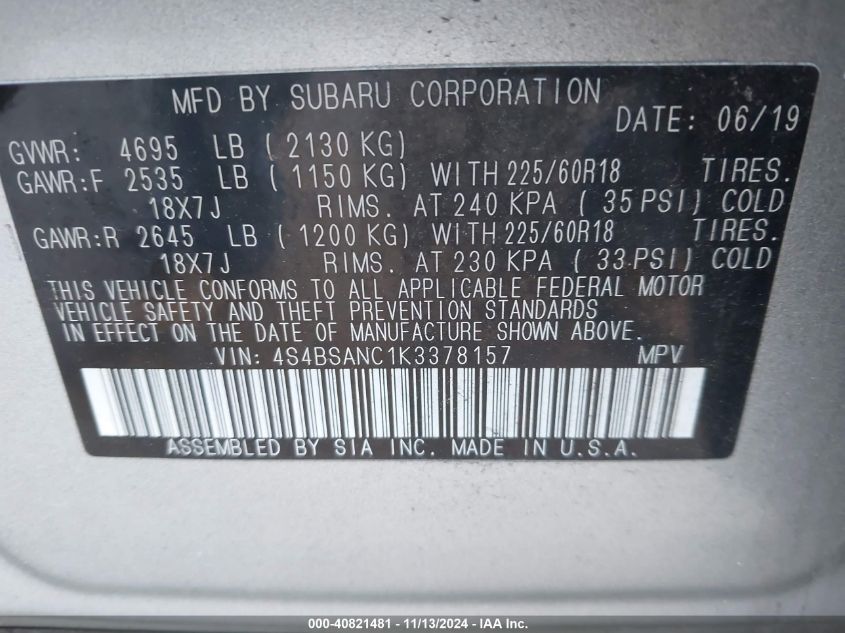 MFD BY SUBARU CORPORATION
DATE: 06/19
GVWR: 4695 LB ( 2130 KG)
GAWR:F 2535 LB ( 1150 KG) WITH 225/60R18 TIRES.
18X7J RIMS. AT 240 KPA ( 35 PSI) COLD
GAWR:R 2645 LB ( 1200 KG) WITH 225/60R18 TIRES.
18X7J RIMS. AT 230 KPA ( 33 PSI) COLD
THIS VEHICLE CONFORMS TO ALL APPLICABLE FEDERAL MOTOR
VEHICLE SAFETY AND THEFT PREVENTION STANDARDS
IN EFFECT ON THE DATE OF MANUFACTURE SHOWN ABOVE.
VIN: 4S4BSANC1K3378157 MPV
ASSEMBLED BY SIA INC. MADE IN U.S.A.
000-40821481 - 11/13/2024 - IAA Inc.